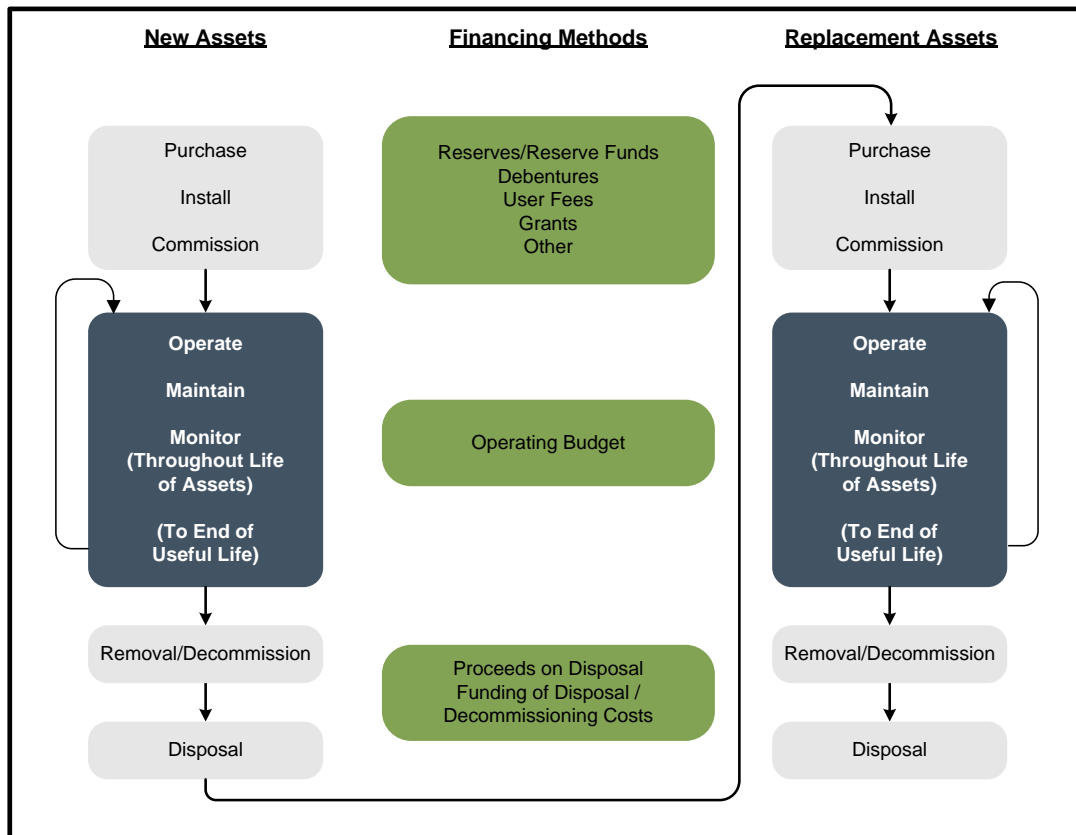 New Assets
Financing Methods
Replacement Assets
Purchase
Install
Commission
Operate
Maintain
Monitor
(Throughout Life
of Assets)
(To End of
Useful Life)
Removal/Decommission
Disposal
Reserves/Reserve Funds
Debentures
User Fees
Grants
Other
Operating Budget
Proceeds on Disposal
Funding of Disposal /
Decommissioning Costs
Purchase
Install
Commission
Operate
Maintain
Monitor
(Throughout Life
of Assets)
(To End of
Useful Life)
Removal/Decommission
Disposal